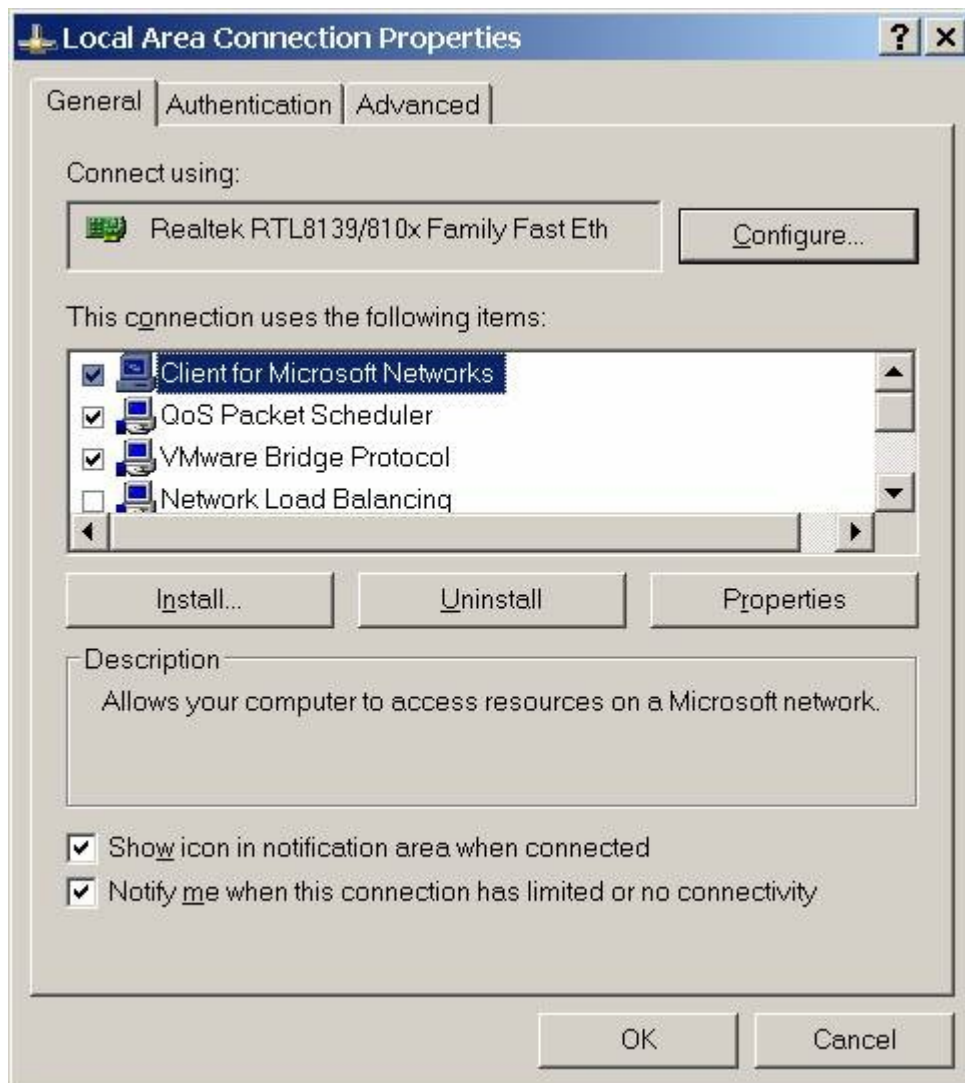 Local Area Connection Properties
General Authentication Advanced
Connect using:
Realtek RTL8139/810x Family Fast Eth Configure...
This connection uses the following items:
Client for Microsoft Networks
QoS Packet Scheduler
VMware Bridge Protocol
Network Load Balancing
Install... Uninstall Properties
Description
Allows your computer to access resources on a Microsoft network.
Show icon in notification area when connected
Notify me when this connection has limited or no connectivity
OK Cancel